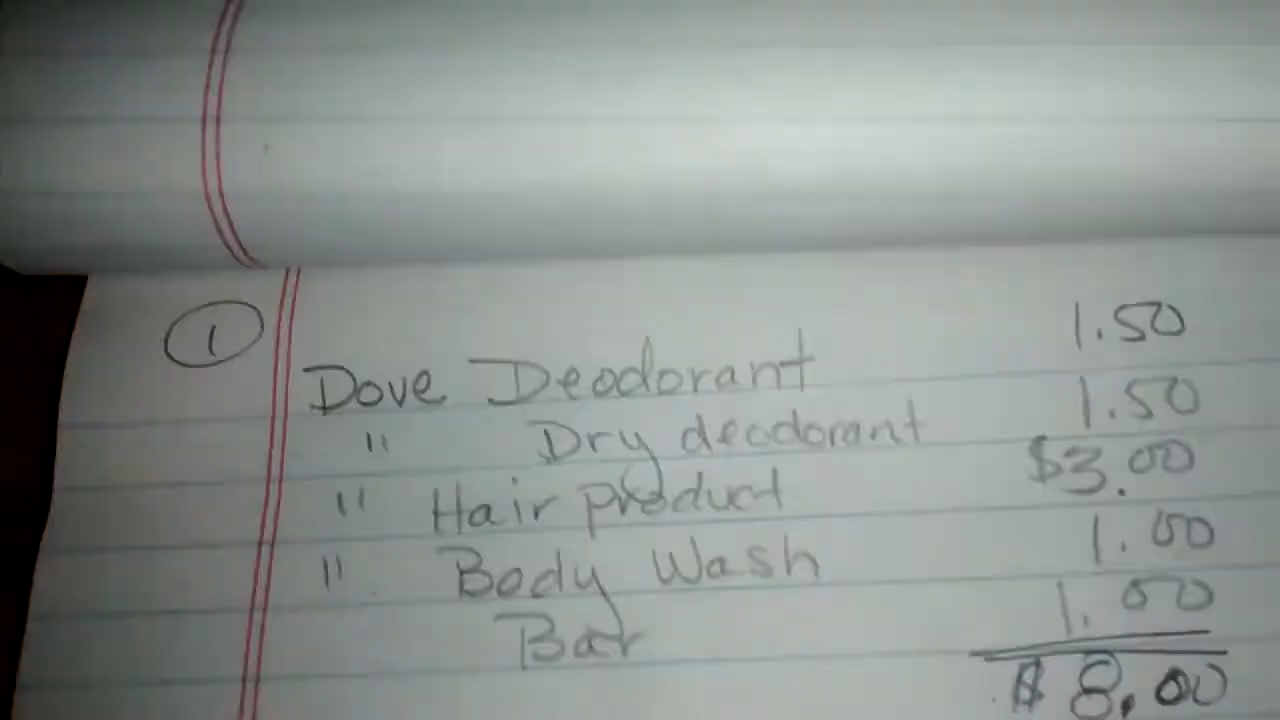 ① 1.50
Dove Deodorant 1.50
" Dry deodorant $3.00
" Hair product 1.00
" Body Wash 1.00
Bar $8.00